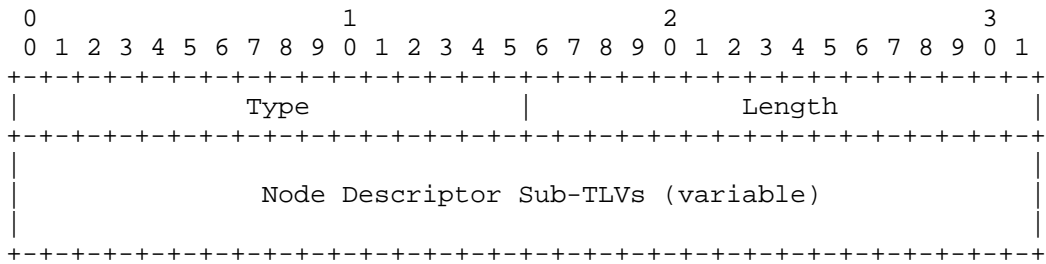 0                   1                   2                   3
 0 1 2 3 4 5 6 7 8 9 0 1 2 3 4 5 6 7 8 9 0 1 2 3 4 5 6 7 8 9 0 1
+-+-+-+-+-+-+-+-+-+-+-+-+-+-+-+-+-+-+-+-+-+-+-+-+-+-+-+-+-+-+-+-+
|              Type             |             Length            |
+-+-+-+-+-+-+-+-+-+-+-+-+-+-+-+-+-+-+-+-+-+-+-+-+-+-+-+-+-+-+-+-+
|                                                               |
|               Node Descriptor Sub-TLVs (variable)             |
|                                                               |
+-+-+-+-+-+-+-+-+-+-+-+-+-+-+-+-+-+-+-+-+-+-+-+-+-+-+-+-+-+-+-+-+